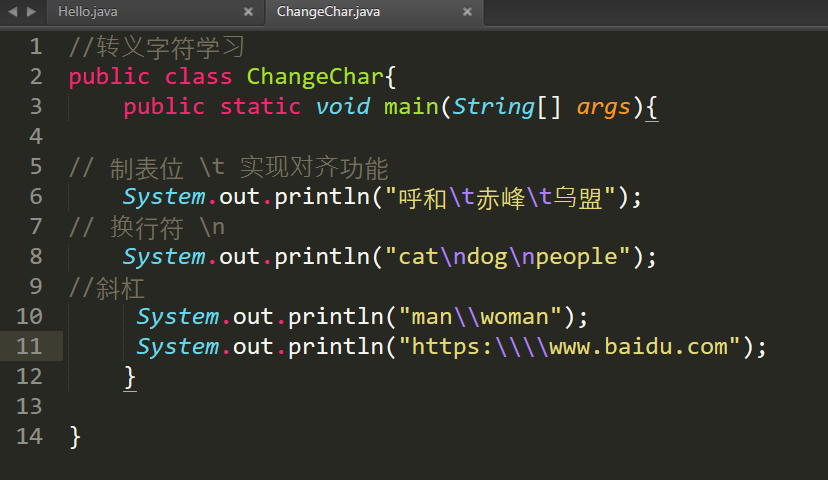 Hello.java
ChangeChar.java
1 //转义字符学习
2 public class ChangeChar{
3 public static void main(String[] args){
4
5 // 制表位 \t 实现对齐功能
6 System.out.println("呼和\t赤峰\t乌盟");
7 // 换行符 \n
8 System.out.println("cat\ndog\npeople");
9 //斜杠
10 System.out.println("man\\woman");
11 System.out.println("https:\\\\www.baidu.com");
12 }
13
14 }